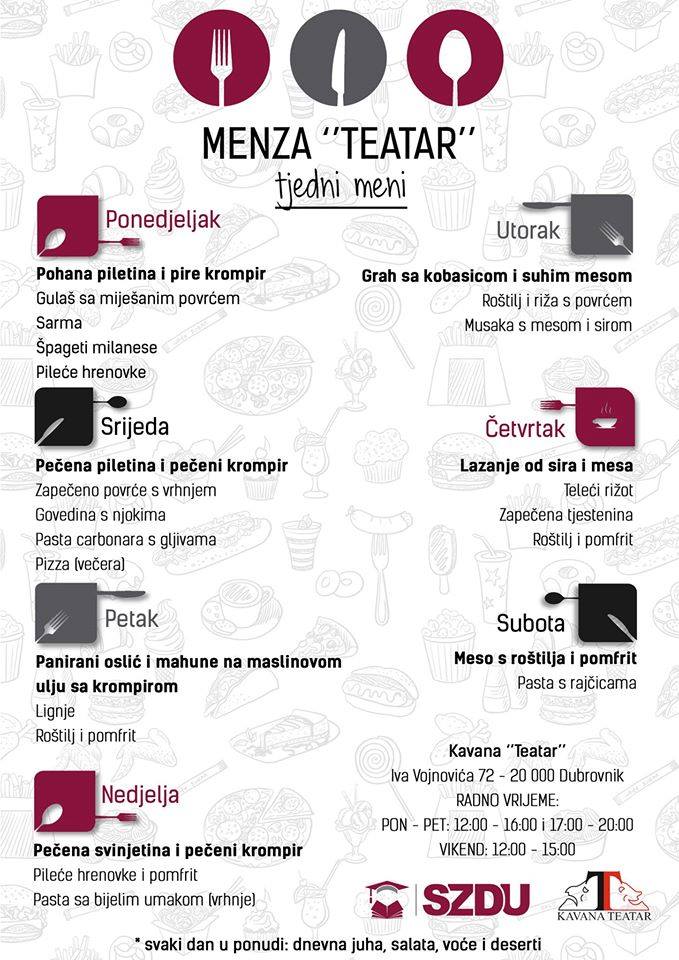 MENZA ‘’TEATAR’’
tjedni meni
Ponedjeljak
Pohana piletina i pire krompir
Gulaš sa miješanim povrćem
Sarma
Špageti milanese
Pileće hrenovke
Utorak
Grah sa kobasicom i suhim mesom
Roštilj i riža s povrćem
Musaka s mesom i sirom
Srijeda
Pečena piletina i pečeni krompir
Zapečeno povrće s vrhnjem
Govedina s njokima
Pasta carbonara s gljivama
Pizza (večera)
Četvrtak
Lazanje od sira i mesa
Teleći rižot
Zapečena tjestenina
Roštilj i pomfrit
Petak
Panirani oslić i mahune na maslinovom
ulju sa krompirom
Lignje
Roštilj i pomfrit
Subota
Meso s roštilja i pomfrit
Pasta s rajčicama
Nedjelja
Pečena svinjetina i pečeni krompir
Pileće hrenovke i pomfrit
Pasta sa bijelim umakom (vrhnje)
Kavana ‘’Teatar’’
Iva Vojnovića 72 - 20 000 Dubrovnik
RADNO VRIJEME:
PON - PET: 12:00 - 16:00 i 17:00 - 20:00
VIKEND: 12:00 - 15:00
SZDU
KAVANA TEATAR
* svaki dan u ponudi: dnevna juha, salata, voće i deserti